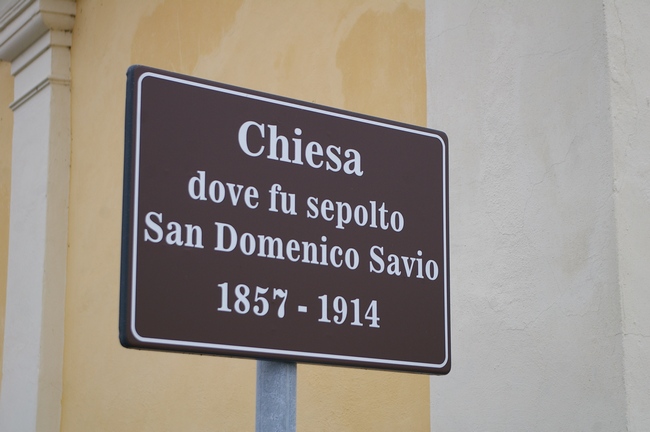 Chiesa
dove fu sepolto
San Domenico Savio
1857 - 1914